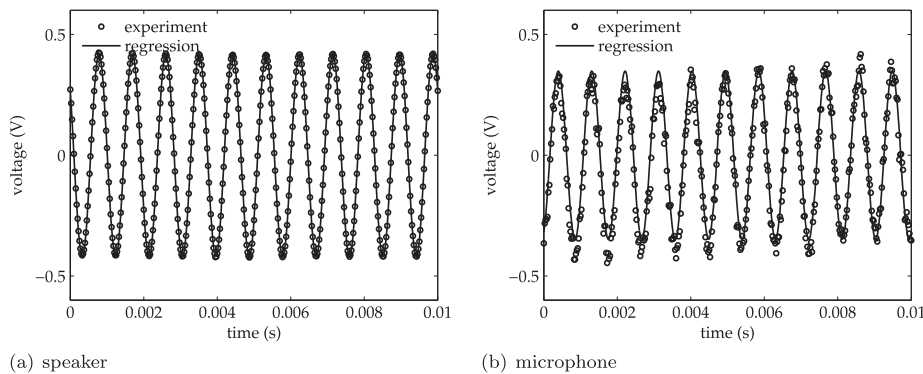 experiment
regression
0.5
0
−0.5
voltage (V)
0 0.002 0.004 0.006 0.008 0.01
time (s)
(a) speaker
experiment
regression
0.5
0
−0.5
voltage (V)
0 0.002 0.004 0.006 0.008 0.01
time (s)
(b) microphone